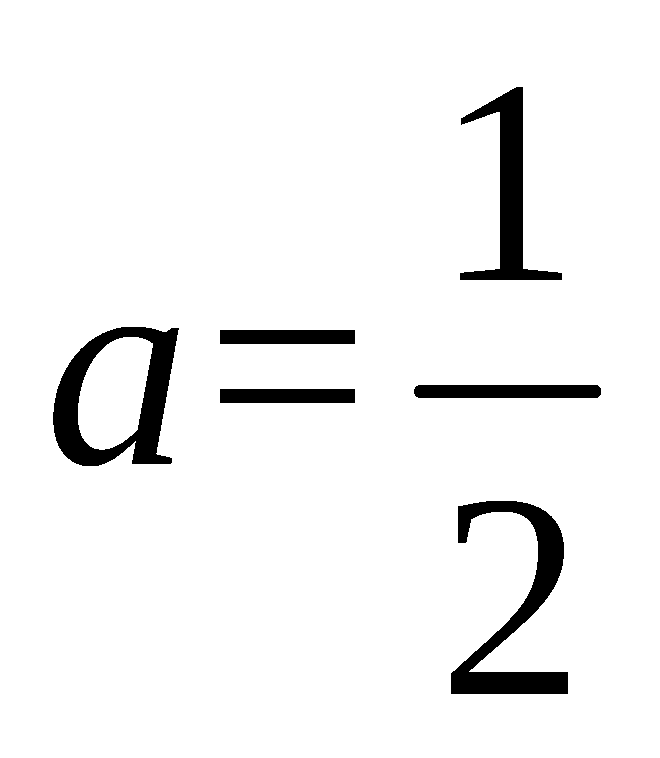 a = 1/2